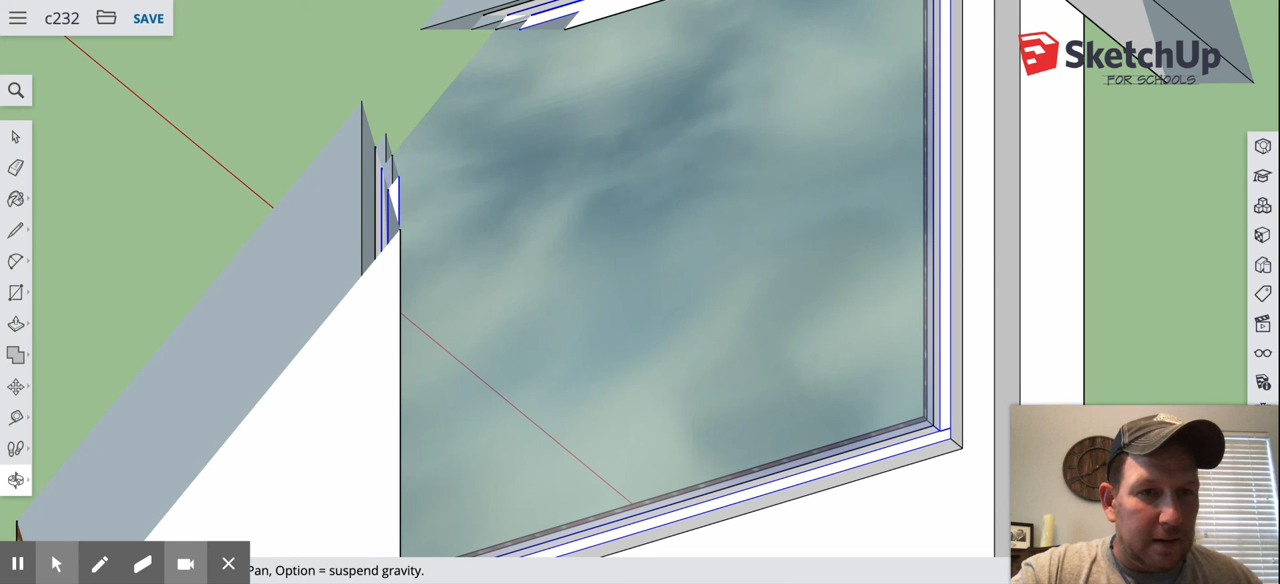 c232 SAVE
SketchUp
FOR SCHOOLS
Pan, Option = suspend gravity.